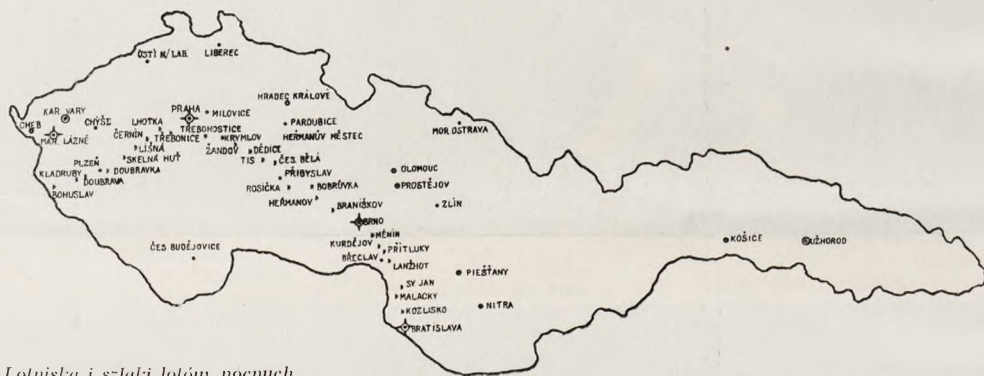 ÚSTÍ N/LAB.
LIBEREC
HRADEC KRÁLOVÉ
KAR. VARY
CHÝŠE
LHOTKA
PRAHA
MILOVICE
PARDUBICE
CHEB
MAR. LÁZNĚ
ČERNÍN
TŘEBONICE
TŘEBOHOSTICE
KRYMLOV
HEŘMANŮV MĚSTEC
MOR. OSTRAVA
LIŠNÁ
ŽANDOV
DĚDICE
SKELNÁ HUŤ
TIS
ČES BĚLÁ
PLZEŇ
DOUBRAVKA
PŘIBYSLAV
OLOMOUC
KLADRUBY
DOUBRAVA
BOHUSLAV
ROSIČKA
BOBRŮVKA
PROSTĚJOV
HEŘMANOV
BRANIŠKOV
ZLÍN
BRNO
MĚNÍN
KURDĚJOV
PŘÍTLUKY
KOŠICE
UŽHOROD
ČES BUDĚJOVICE
BŘECLAV
LANŽHOT
PIEŠŤANY
SV JAN
MALACKY
NITRA
KOZLISKO
BRATISLAVA
Lotniska i szlaki lotów nocnych